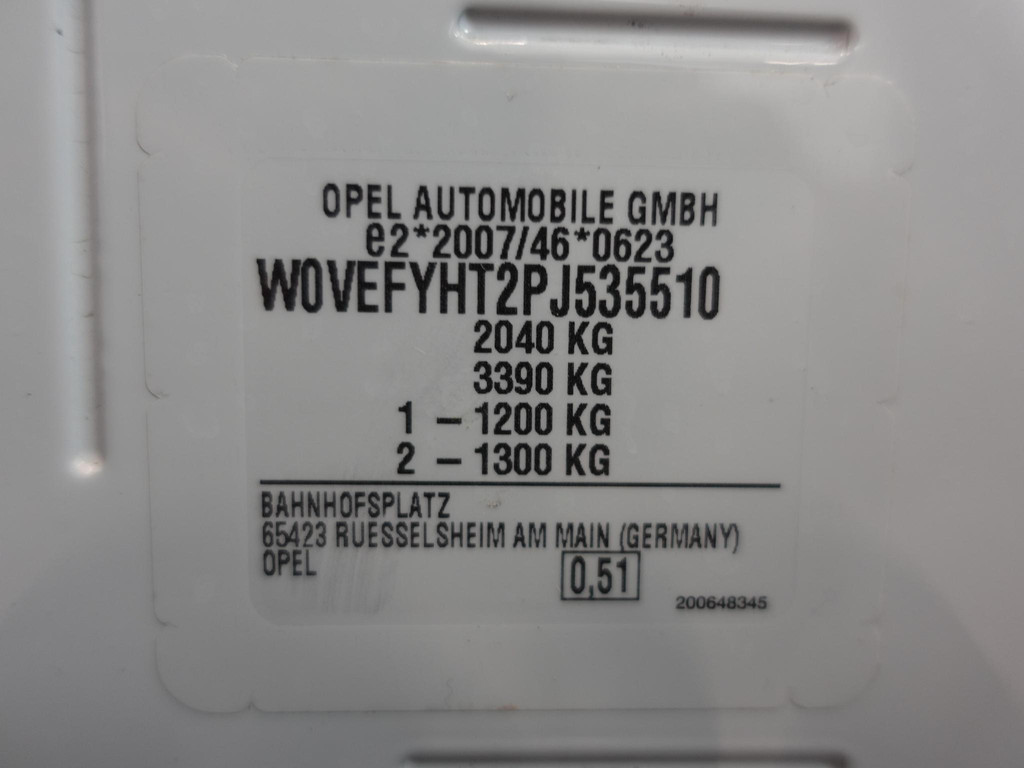 OPEL AUTOMOBILE GMBH
e2*2007/46*0623
W0VEFYHT2PJ535510
2040 KG
3390 KG
1 – 1200 KG
2 – 1300 KG
BAHNHOFSPLATZ
65423 RUESSELSHEIM AM MAIN (GERMANY)
OPEL
0,51
200648345